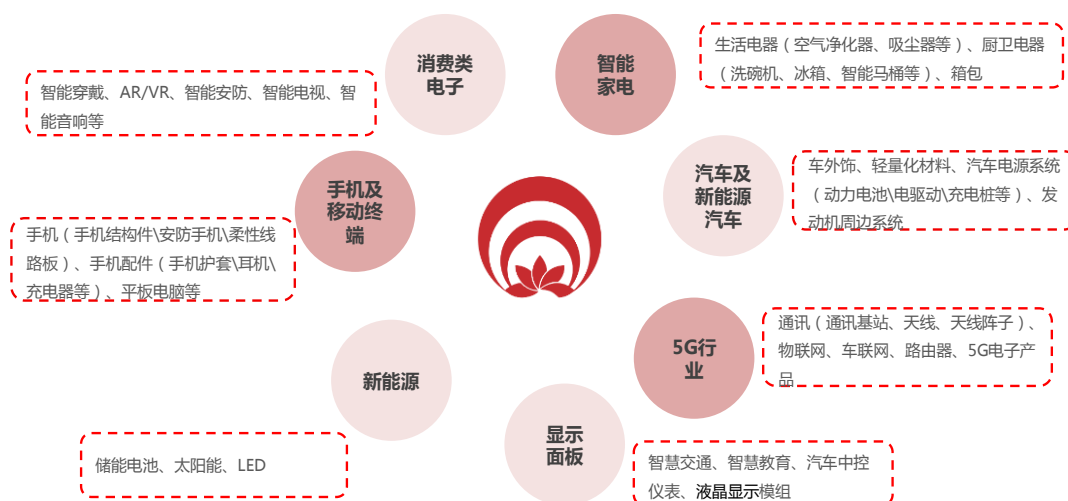 消费类
电子
智能穿戴、AR/VR、智能安防、智能电视、智
能音响等
智能
家电
生活电器（空气净化器、吸尘器等）、厨卫电器
（洗碗机、冰箱、智能马桶等）、箱包
手机及
移动终
端
手机（手机结构件\安防手机\柔性线
路板）、手机配件（手机护套\耳机\
充电器等）、平板电脑等
汽车及
新能源
汽车
车外饰、轻量化材料、汽车电源系统
（动力电池\电驱动\充电桩等）、发
动机周边系统
新能源
储能电池、太阳能、LED
5G行
业
通讯（通讯基站、天线、天线阵子）、
物联网、车联网、路由器、5G电子产
品
显示
面板
智慧交通、智慧教育、汽车中控
仪表、液晶显示模组